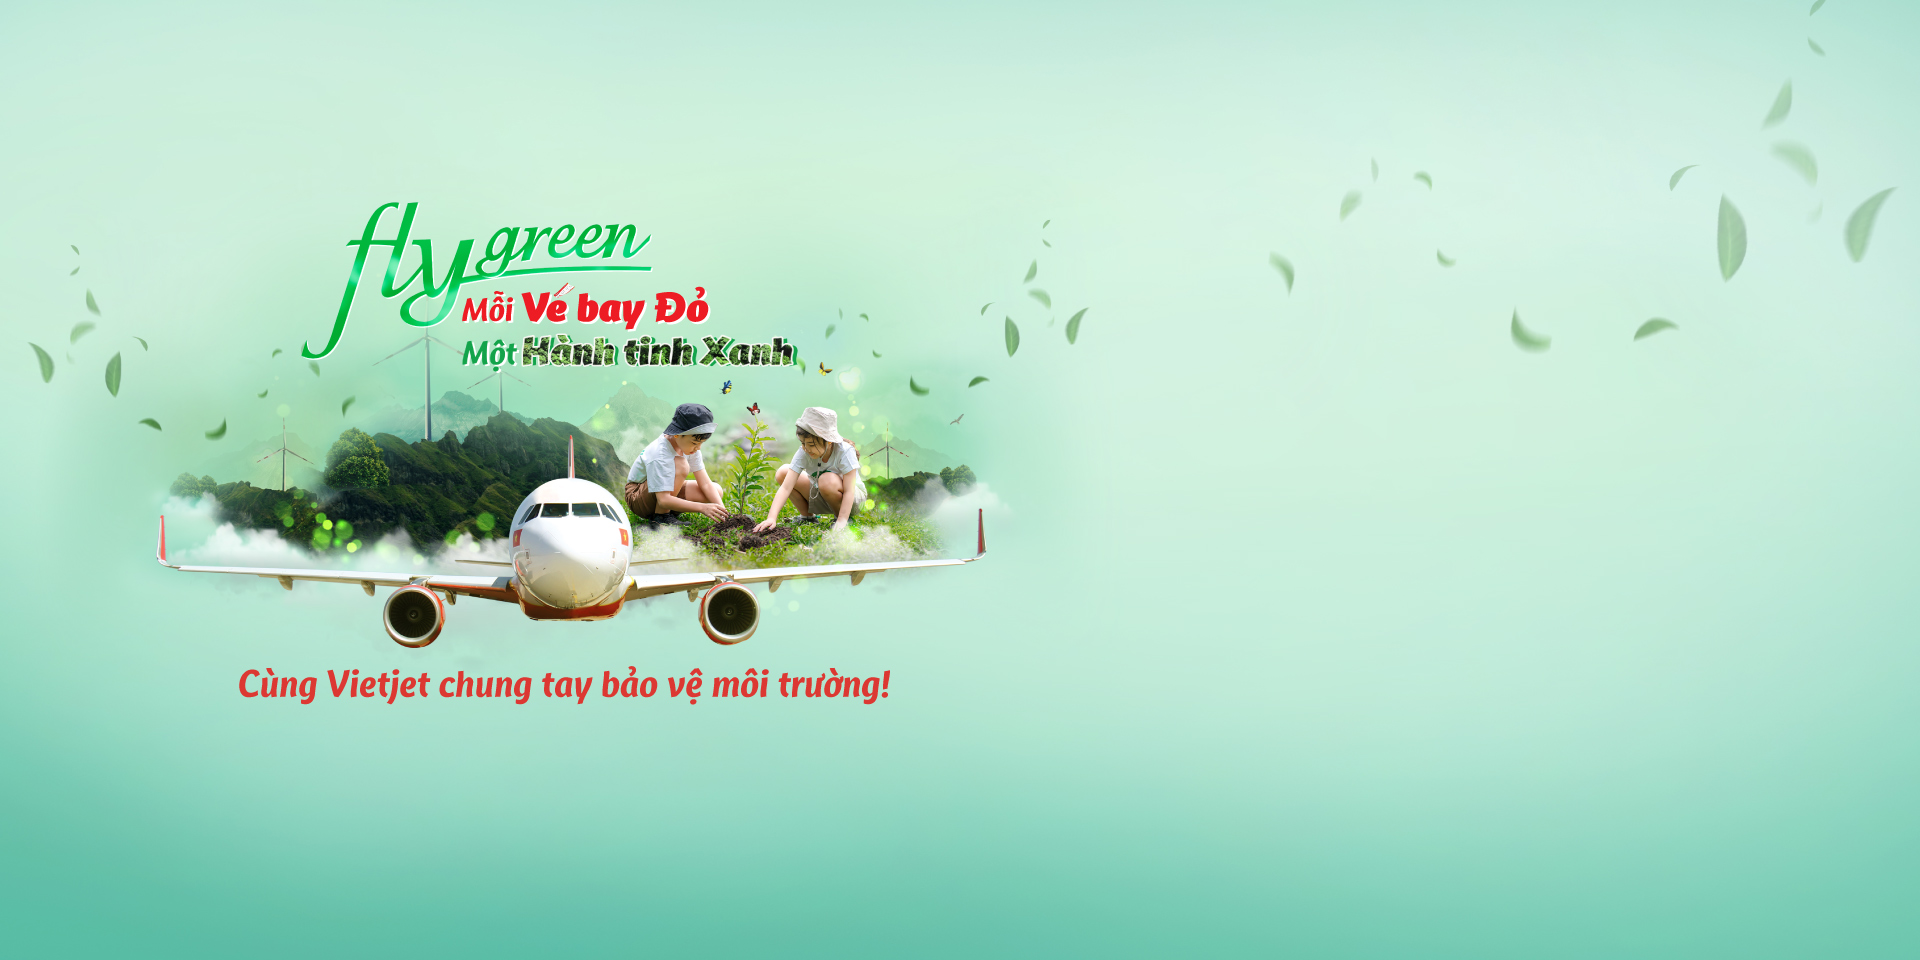 fly green
Mỗi Vé bay Đỏ
Một Hành tinh Xanh
Cùng Vietjet chung tay bảo vệ môi trường!